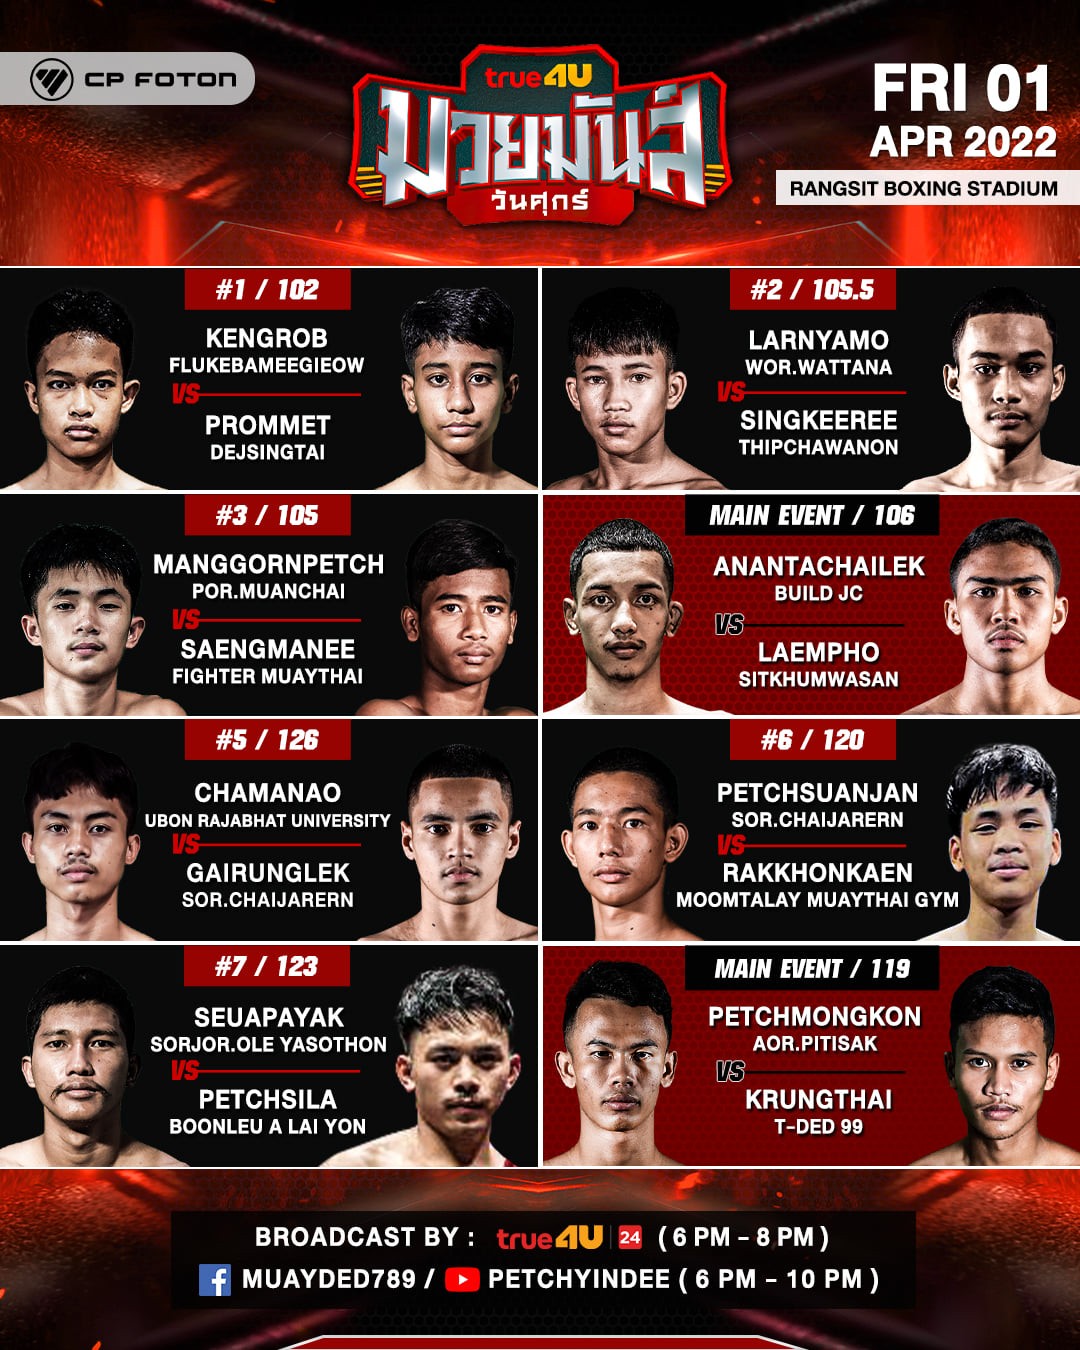 CP FOTON
true4U
มวยมันส์
วันศุกร์
FRI 01
APR 2022
RANGSIT BOXING STADIUM
#1 / 102
KENGROB
FLUKEBAMEEGIEOW
VS
PROMMET
DEJSINGTAI
#2 / 105.5
LARNYAMO
WOR.WATTANA
VS
SINGKEEREE
THIPCHAWANON
#3 / 105
MANGGORNPETCH
POR.MUANCHAI
VS
SAENGMANEE
FIGHTER MUAYTHAI
MAIN EVENT / 106
ANANTACHAILEK
BUILD JC
VS
LAEMPHO
SITKHUMWASAN
#5 / 126
CHAMANAO
UBON RAJABHAT UNIVERSITY
VS
GAIRUNGLEK
SOR.CHAIJARERN
#6 / 120
PETCHSUANJAN
SOR.CHAIJARERN
VS
RAKKHONKAEN
MOOMTALAY MUAYTHAI GYM
#7 / 123
SEUAPAYAK
SORJOR.OLE YASOTHON
VS
PETCHSILA
BOONLEU A LAI YON
MAIN EVENT / 119
PETCHMONGKON
AOR.PITISAK
VS
KRUNGTHAI
T-DED 99
BROADCAST BY : true4U 24 ( 6 PM - 8 PM )
MUAYDED789 / PETCHYINDEE ( 6 PM - 10 PM )